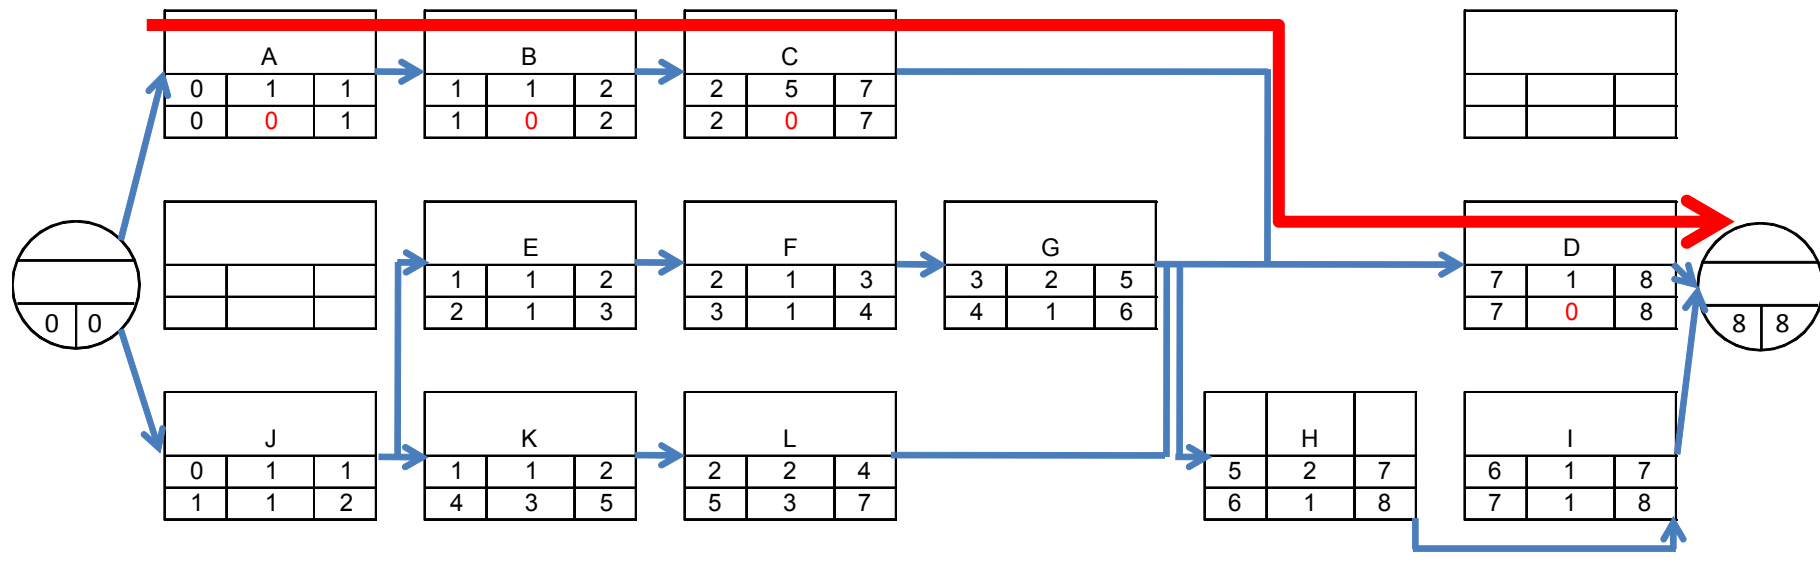 A
0 1 1
0 0 1
B
1 1 2
1 0 2
C
2 5 7
2 0 7
0 0
E
1 1 2
2 1 3
F
2 1 3
3 1 4
G
3 2 5
4 1 6
D
7 1 8
7 0 8
8 8
J
0 1 1
1 1 2
K
1 1 2
4 3 5
L
2 2 4
5 3 7
H
5 2 7
6 1 8
I
6 1 7
7 1 8